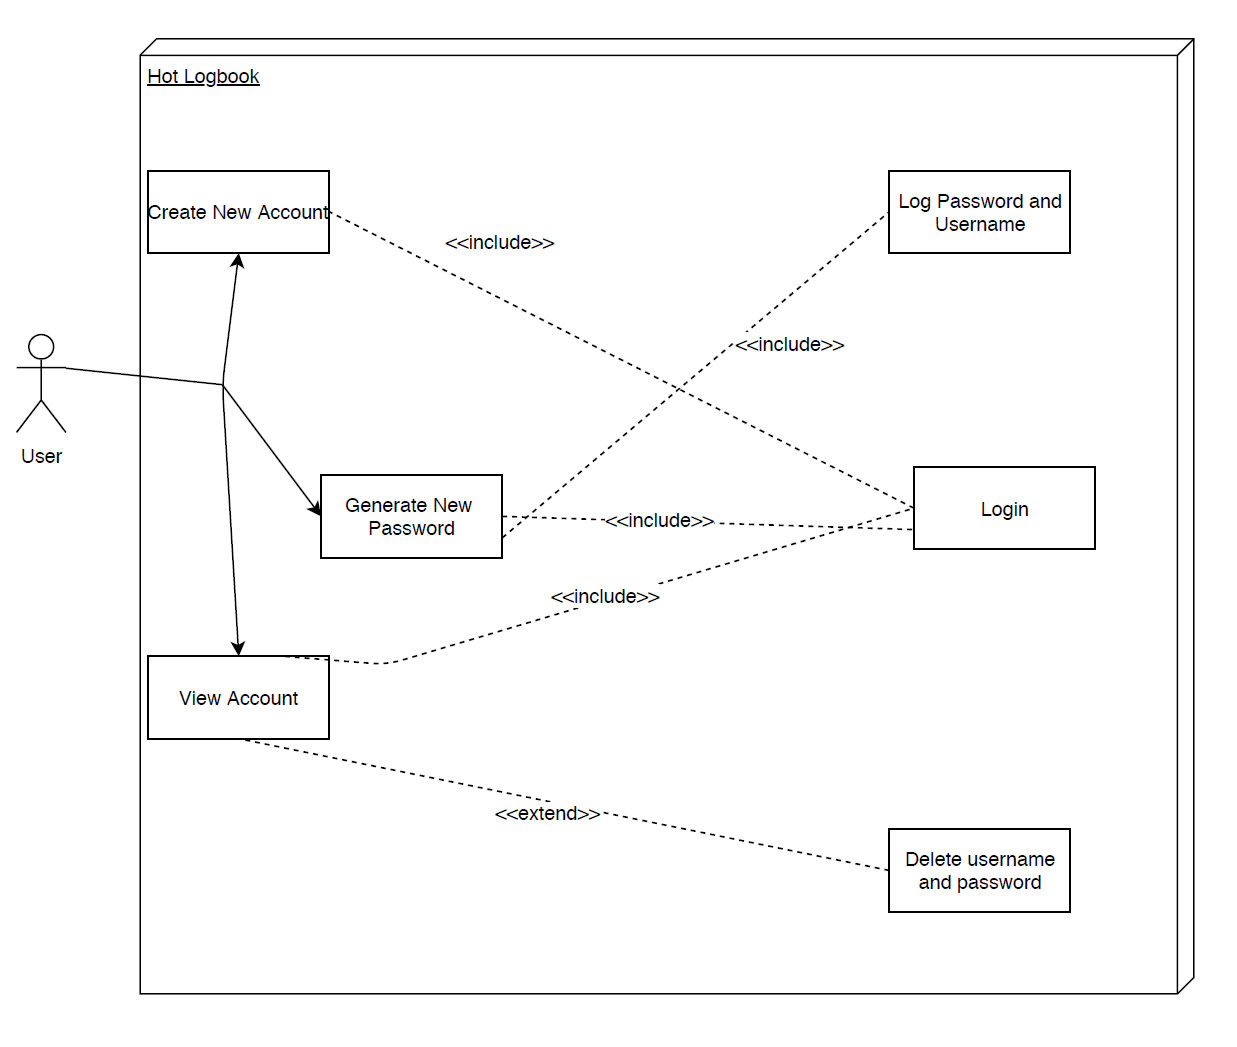 Hot Logbook
Create New Account
Log Password and
Username
<<include>>
<<include>>
User
Generate New
Password
<<include>>
Login
<<include>>
View Account
<<extend>>
Delete username
and password